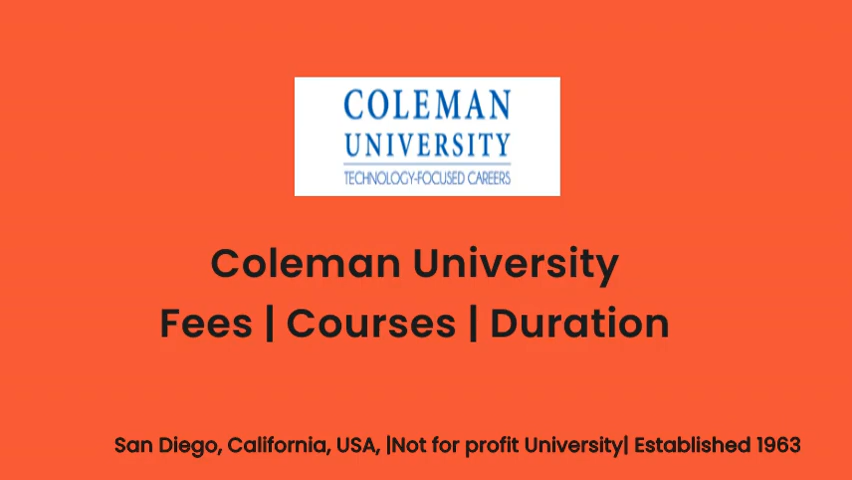 COLEMAN
UNIVERSITY
TECHNOLOGY-FOCUSED CAREERS
Coleman University
Fees | Courses | Duration
San Diego, California, USA, |Not for profit University| Established 1963